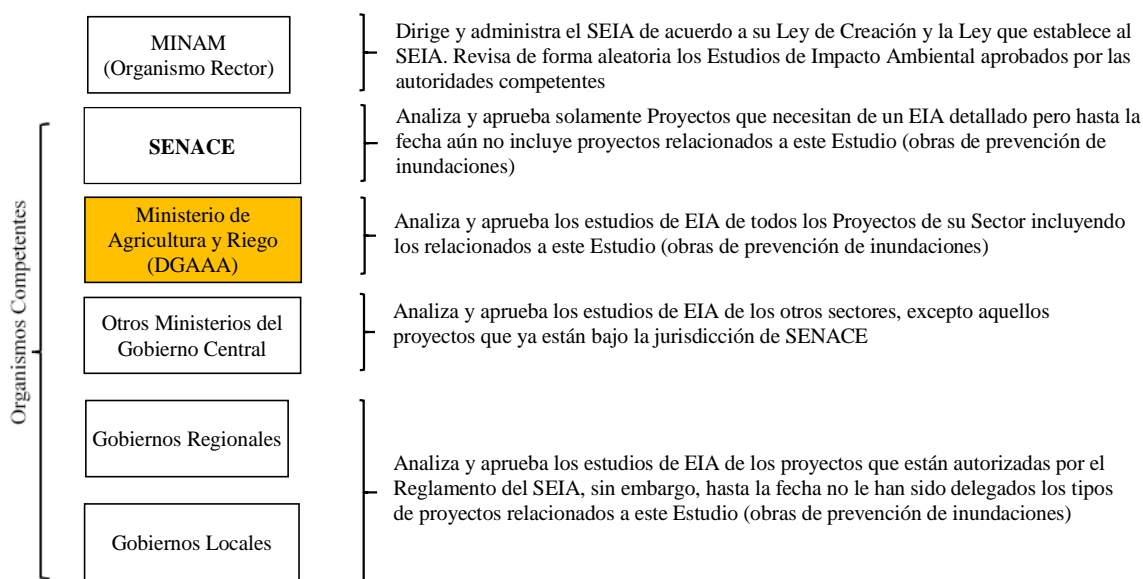 Organismos Competentes
MINAM
(Organismo Rector)
Dirige y administra el SEIA de acuerdo a su Ley de Creación y la Ley que establece al
SEIA. Revisa de forma aleatoria los Estudios de Impacto Ambiental aprobados por las
autoridades competentes
SENACE
Analiza y aprueba solamente Proyectos que necesitan de un EIA detallado pero hasta la
fecha aún no incluye proyectos relacionados a este Estudio (obras de prevención de
inundaciones)
Ministerio de
Agricultura y Riego
(DGAAA)
Analiza y aprueba los estudios de EIA de todos los Proyectos de su Sector incluyendo
los relacionados a este Estudio (obras de prevención de inundaciones)
Otros Ministerios del
Gobierno Central
Analiza y aprueba los estudios de EIA de los otros sectores, excepto aquellos
proyectos que ya están bajo la jurisdicción de SENACE
Gobiernos Regionales
Gobiernos Locales
Analiza y aprueba los estudios de EIA de los proyectos que están autorizadas por el
Reglamento del SEIA, sin embargo, hasta la fecha no le han sido delegados los tipos
de proyectos relacionados a este Estudio (obras de prevención de inundaciones)